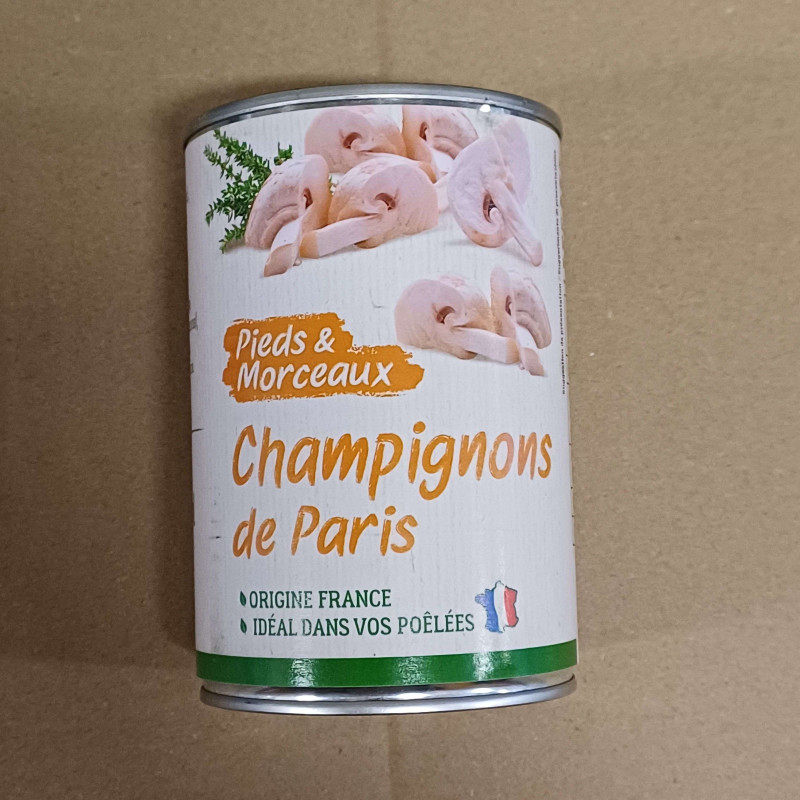 Pieds &
Morceaux
Champignons
de Paris
ORIGINE FRANCE
IDÉAL DANS VOS POÊLÉES